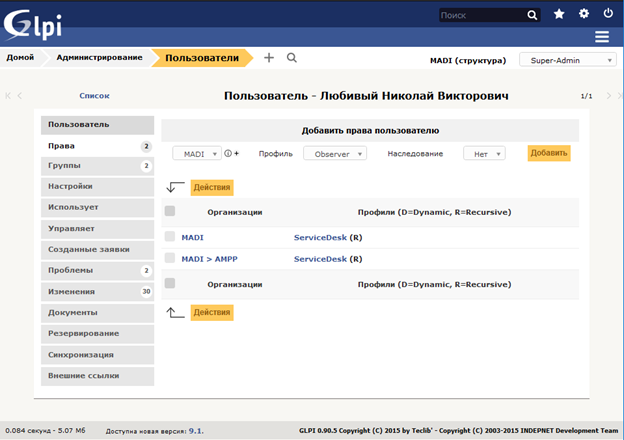 Glpi
Поиск
Домой Администрирование Пользователи MADI (структура) Super-Admin
Список Пользователь - Любивый Николай Викторович 1/1
Пользователь
Права 2
Группы 2
Настройки
Использует
Управляет
Созданные заявки
Проблемы 2
Изменения 30
Документы
Резервирование
Синхронизация
Внешние ссылки
Добавить права пользователю
MADI Профиль Observer Наследование Нет Добавить
Действия
Организации Профили (D=Dynamic, R=Recursive)
MADI ServiceDesk (R)
MADI > AMPP ServiceDesk (R)
Организации Профили (D=Dynamic, R=Recursive)
Действия
0.084 секунд - 5.07 Мб Доступна новая версия: 9.1. GLPI 0.90.5 Copyright (C) 2015 by Teclib' - Copyright (C) 2003-2015 INDEPNET Development Team